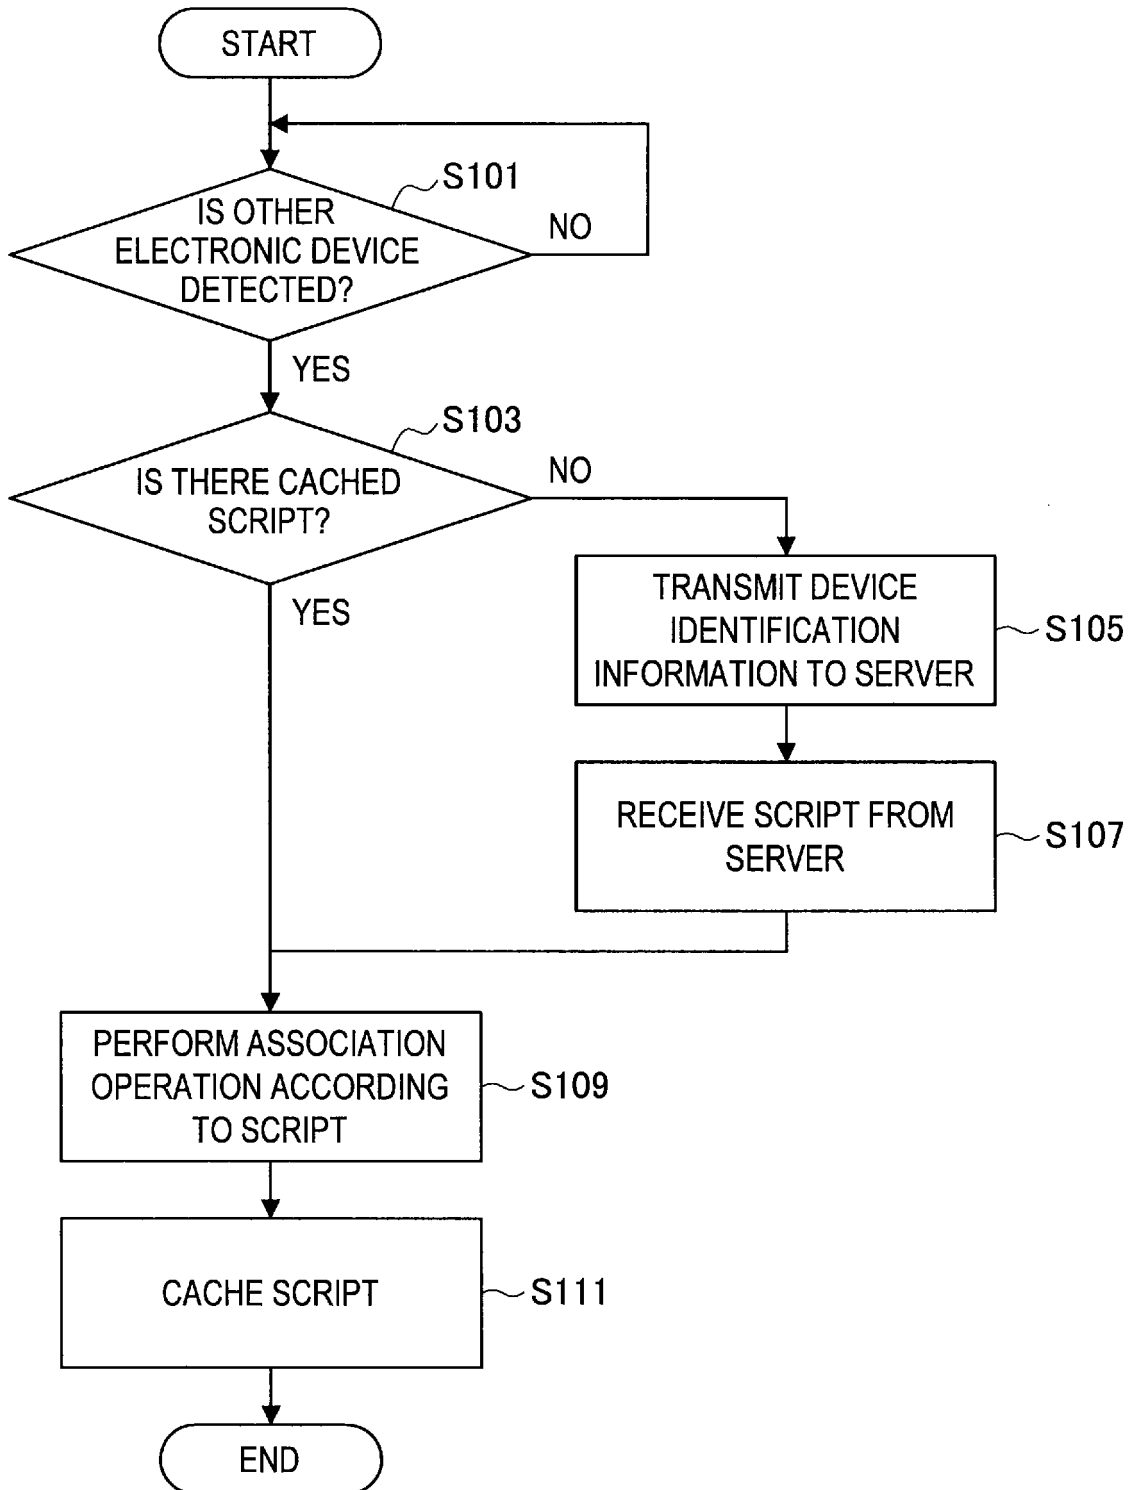 START
S101
IS OTHER
ELECTRONIC DEVICE
DETECTED?
NO
YES
S103
IS THERE CACHED
SCRIPT?
NO
YES
TRANSMIT DEVICE
IDENTIFICATION
INFORMATION TO SERVER
S105
RECEIVE SCRIPT FROM
SERVER
S107
PERFORM ASSOCIATION
OPERATION ACCORDING
TO SCRIPT
S109
CACHE SCRIPT
S111
END